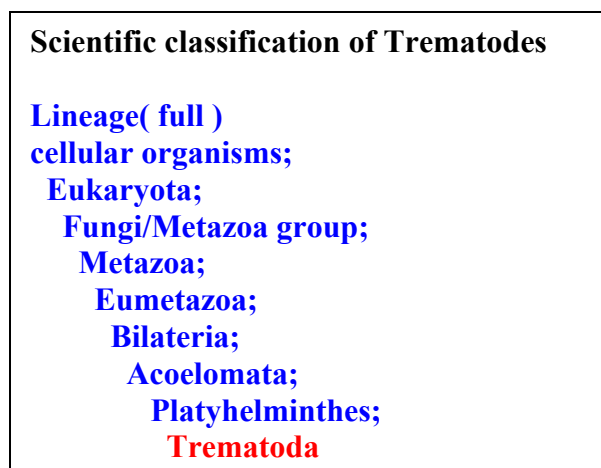 Scientific classification of Trematodes
Lineage( full )
cellular organisms;
Eukaryota;
Fungi/Metazoa group;
Metazoa;
Eumetazoa;
Bilateria;
Acoelomata;
Platyhelminthes;
Trematoda